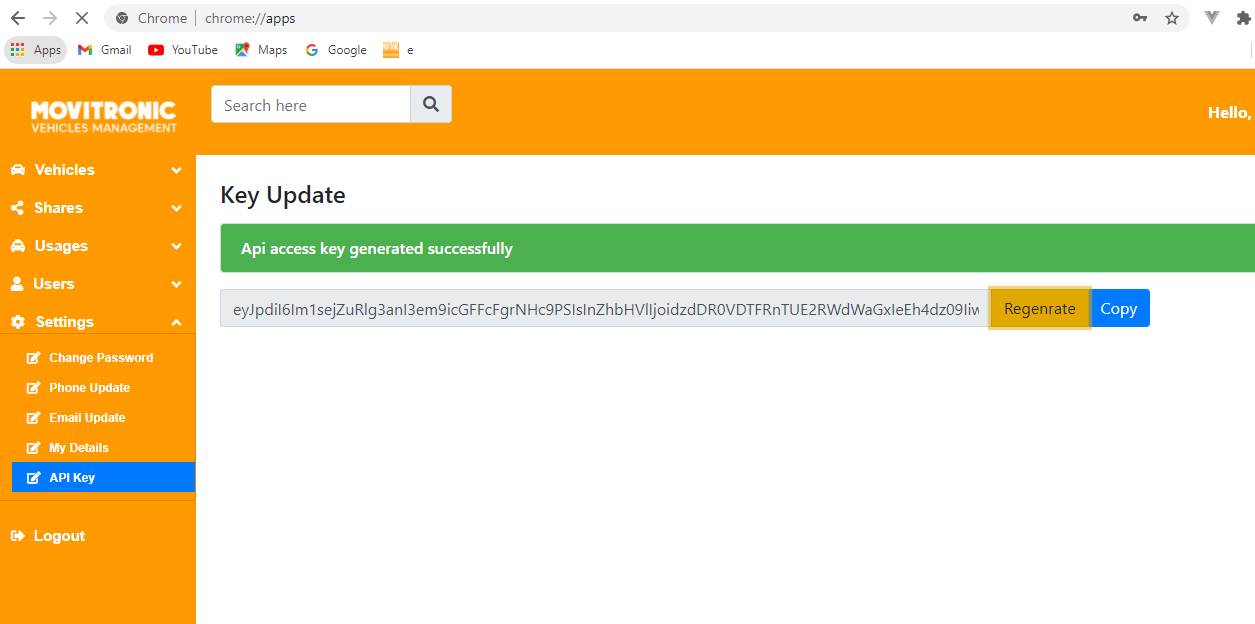 Chrome chrome://apps
Apps Gmail YouTube Maps Google e
MOVITRONIC
VEHICLES MANAGEMENT
Search here
Hello,
Vehicles
Shares
Usages
Users
Settings
Change Password
Phone Update
Email Update
My Details
API Key
Logout
Key Update
Api access key generated successfully
Regenrate
Copy